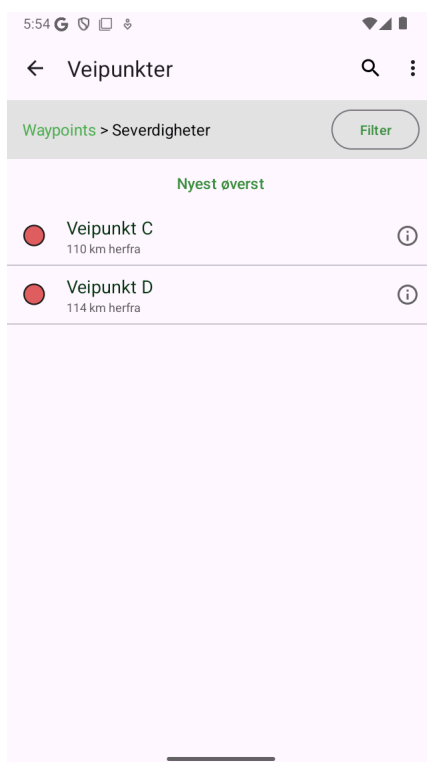 5:54
Veipunkter
Waypoints > Severdigheter
Filter
Nyest øverst
Veipunkt C
110 km herfra
Veipunkt D
114 km herfra